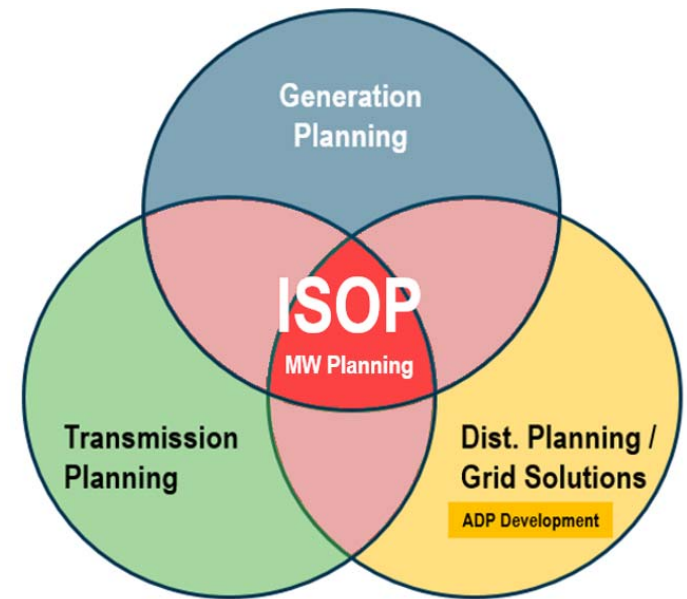 Generation
Planning
ISOP
MW Planning
Transmission
Planning
Dist. Planning /
Grid Solutions
ADP Development